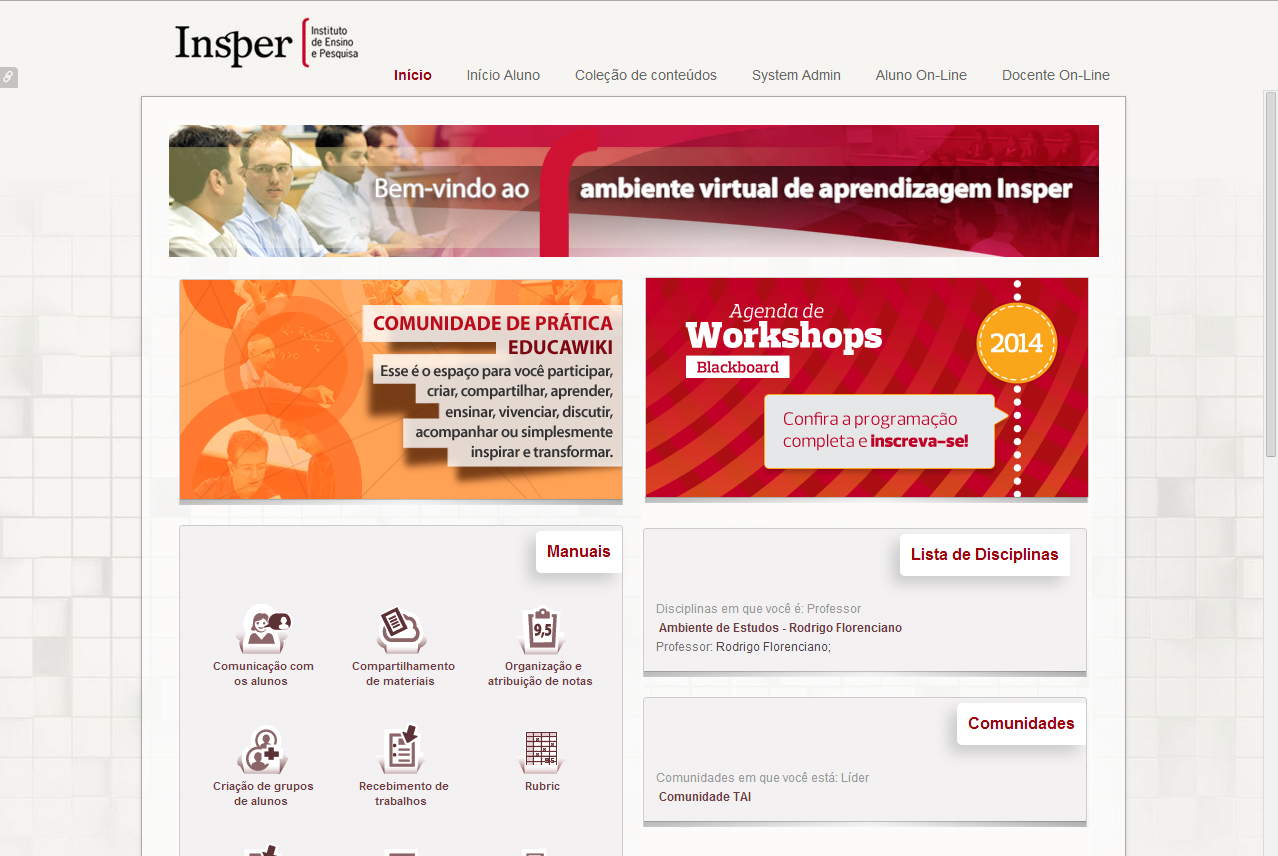 Insper
Instituto
de Ensino
e Pesquisa
Início
Início Aluno
Coleção de conteúdos
System Admin
Aluno On-Line
Docente On-Line
Bem-vindo ao ambiente virtual de aprendizagem Insper
COMUNIDADE DE PRÁTICA
EDUCAWIKI
Esse é o espaço para você participar,
criar, compartilhar, aprender,
ensinar, vivenciar, discutir,
acompanhar ou simplesmente
inspirar e transformar.
Agenda de
Workshops
Blackboard
2014
Confira a programação
completa e inscreva-se!
Manuais
9,5
Comunicação com
os alunos
Compartilhamento
de materiais
Organização e
atribuição de notas
Criação de grupos
de alunos
Recebimento de
trabalhos
Rubric
Lista de Disciplinas
Disciplinas em que você é: Professor
Ambiente de Estudos - Rodrigo Florenciano
Professor: Rodrigo Florenciano;
Comunidades
Comunidades em que você está: Líder
Comunidade TAI